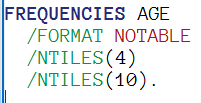 FREQUENCIES AGE
/FORMAT NOTABLE
/NTILES(4)
/NTILES(10).